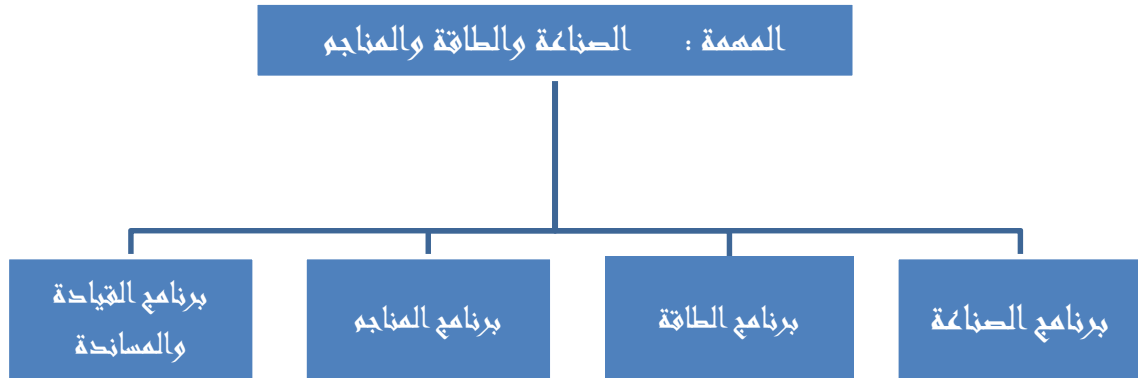 المهمة : الصناعة والطاقة والمناجم
برنامج الصناعة
برنامج الطاقة
برنامج المناجم
برنامج القيادة
والمساندة